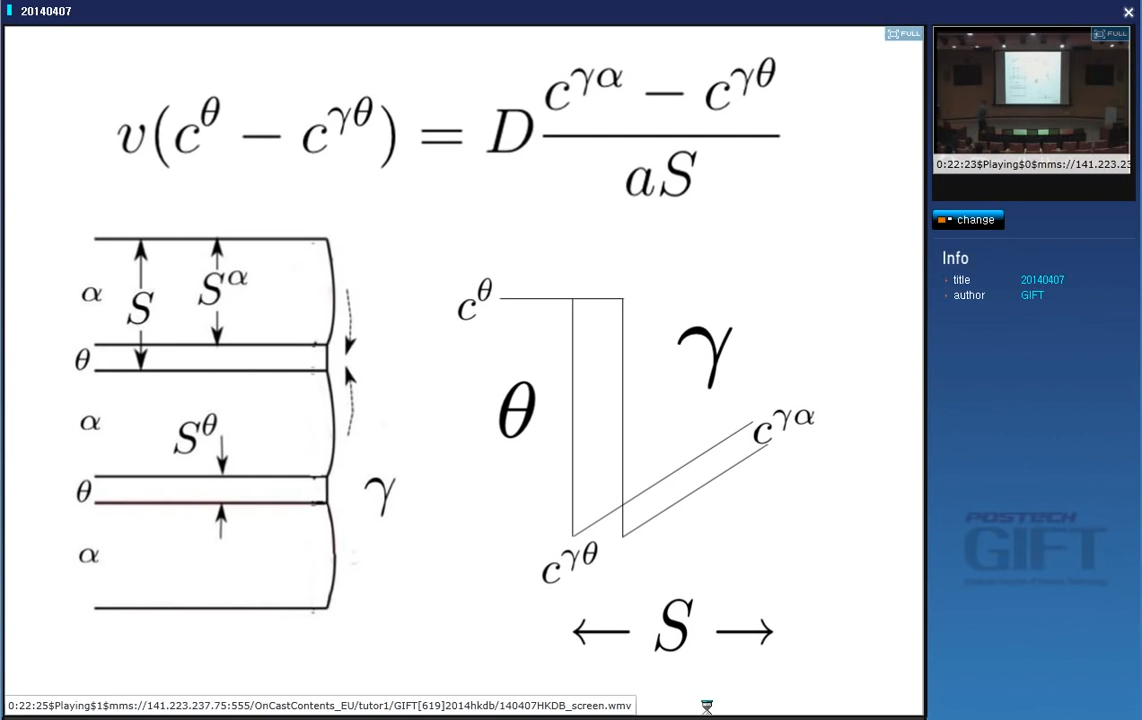 20140407
FULL
v(c^θ − c^{γθ}) = D \frac{c^{γα} − c^{γθ}}{aS}
α
S
S^α
θ
α
S^θ
θ
γ
α
c^θ
θ
γ
c^{γα}
c^{γθ}
← S →
0:22:25$Playing$1$mms://141.223.237.75:555/OnCastContents_EU/tutor1/GIFT[619]2014hkdb/140407HKDB_screen.wmv
FULL
0:22:23$Playing$0$mms://141.223.23
change
Info
title 20140407
author GIFT
POSTECH
GIFT